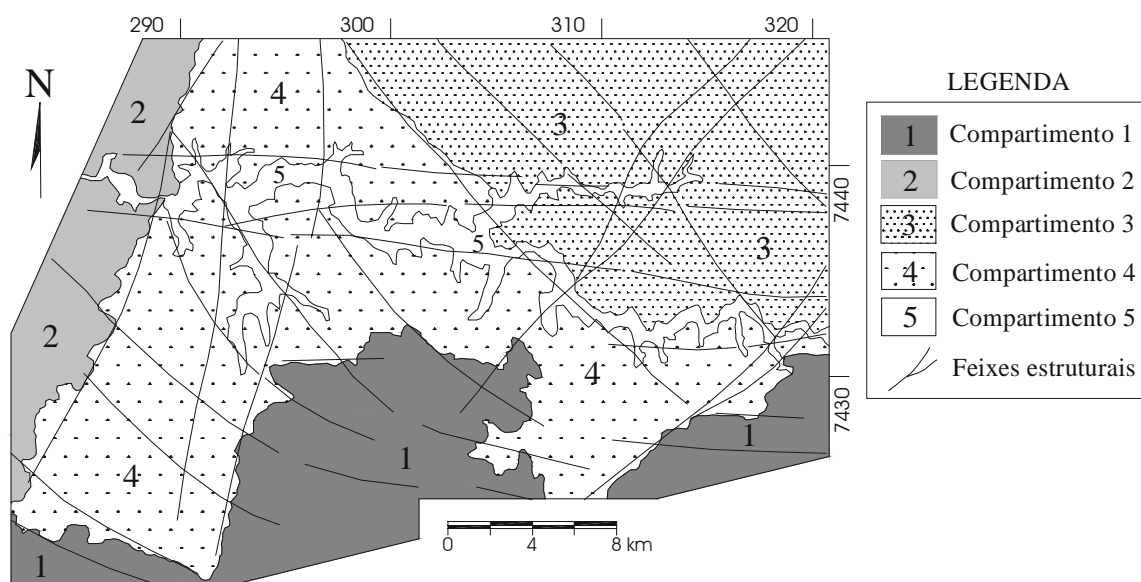 290 300 310 320
N
2
4
3
5
7440
5
3
2
4
7430
1
1
4
1
0 4 8 km
LEGENDA
1 Compartimento 1
2 Compartimento 2
3 Compartimento 3
4 Compartimento 4
5 Compartimento 5
Feixes estruturais